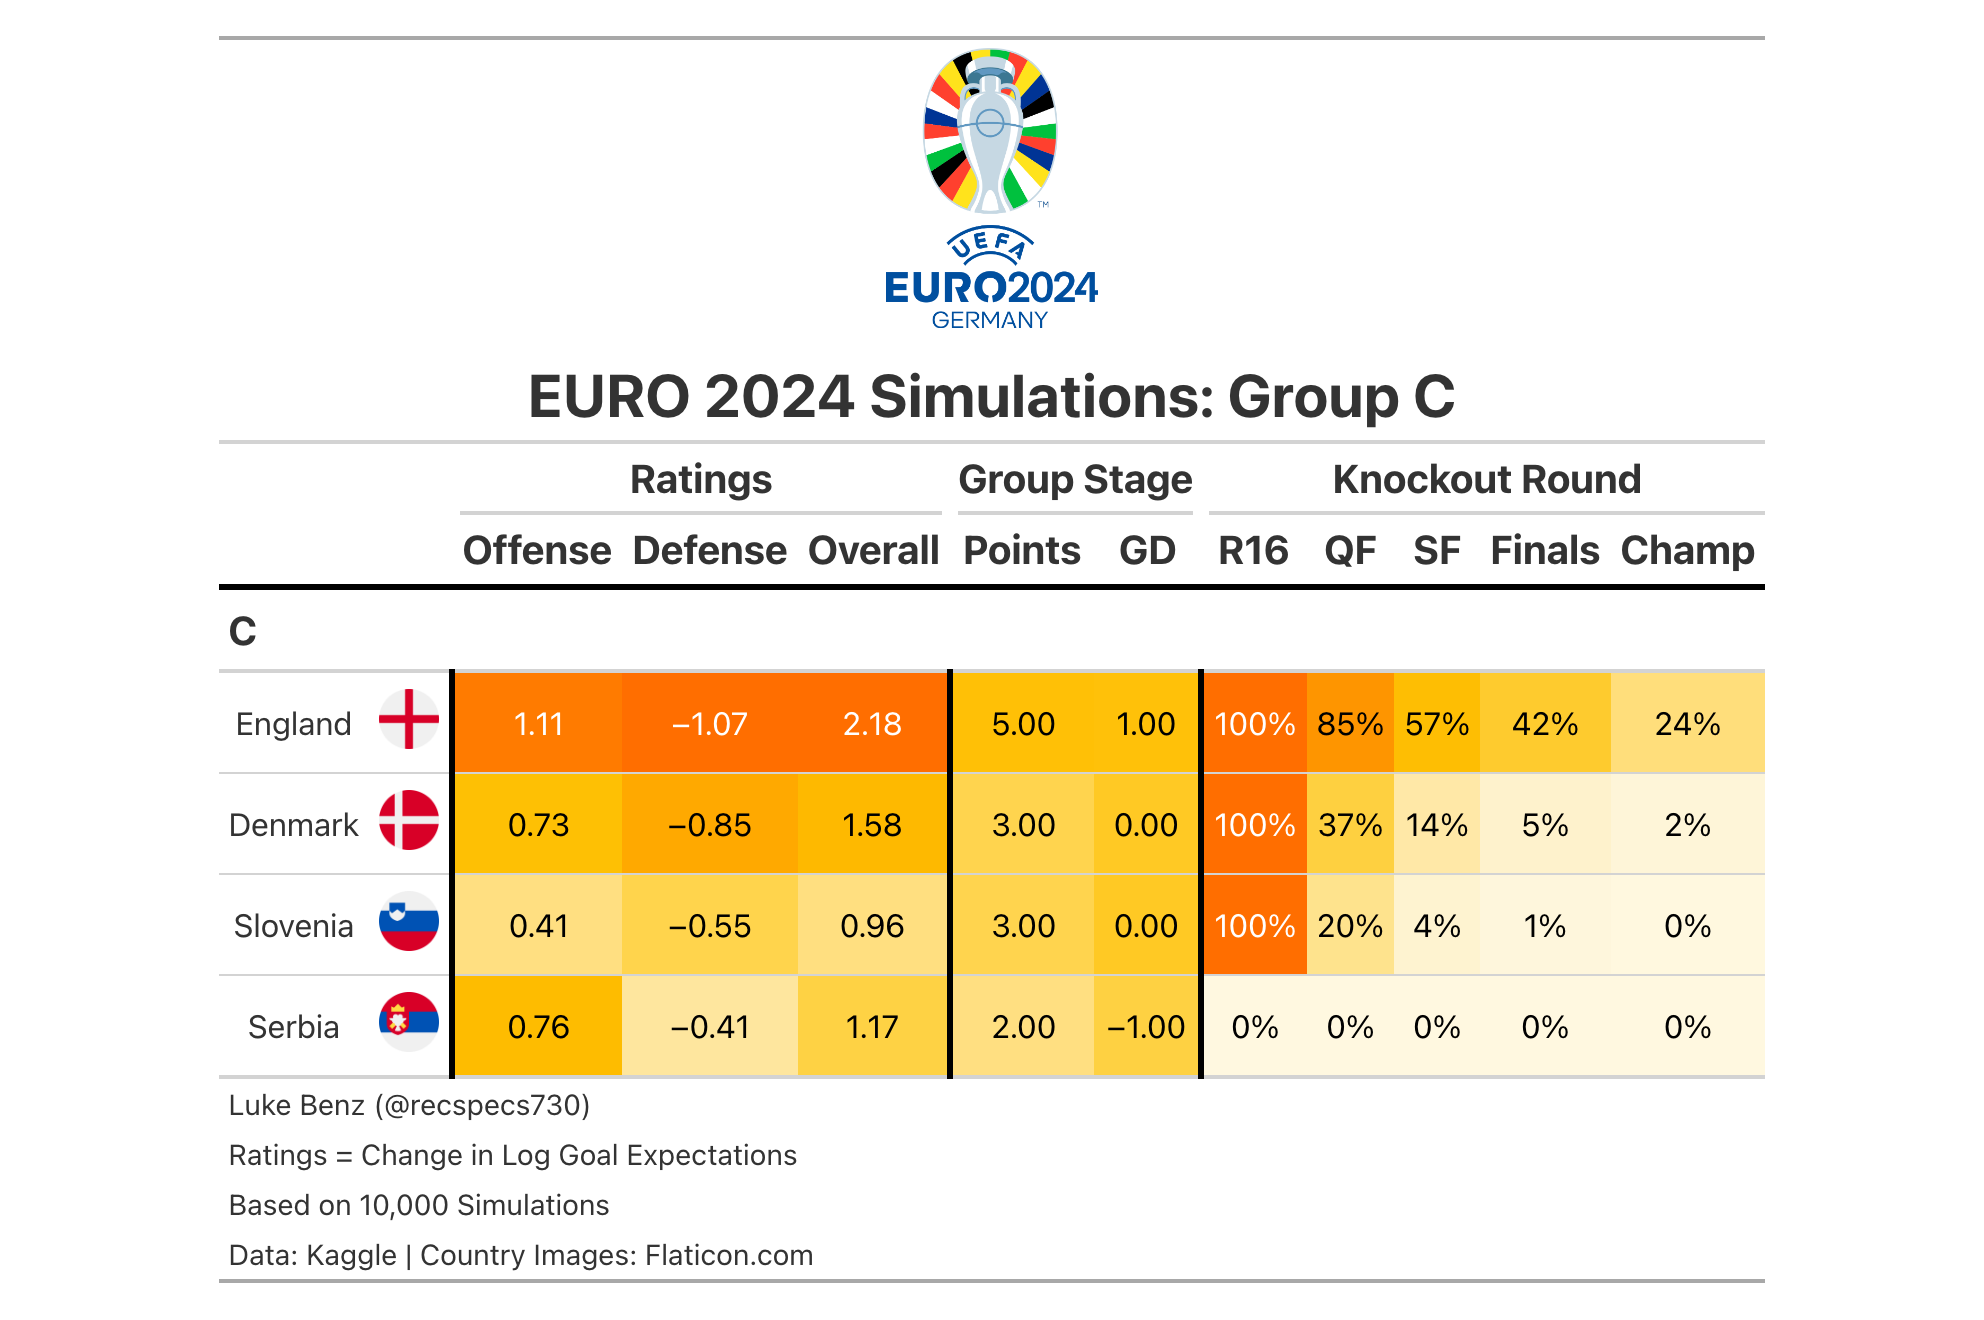 TM
UEFA
EURO2024
GERMANY
EURO 2024 Simulations: Group C
Ratings Group Stage Knockout Round
Offense Defense Overall Points GD R16 QF SF Finals Champ
C
England 1.11 −1.07 2.18 5.00 1.00 100% 85% 57% 42% 24%
Denmark 0.73 −0.85 1.58 3.00 0.00 100% 37% 14% 5% 2%
Slovenia 0.41 −0.55 0.96 3.00 0.00 100% 20% 4% 1% 0%
Serbia 0.76 −0.41 1.17 2.00 −1.00 0% 0% 0% 0% 0%
Luke Benz (@recspecs730)
Ratings = Change in Log Goal Expectations
Based on 10,000 Simulations
Data: Kaggle | Country Images: Flaticon.com